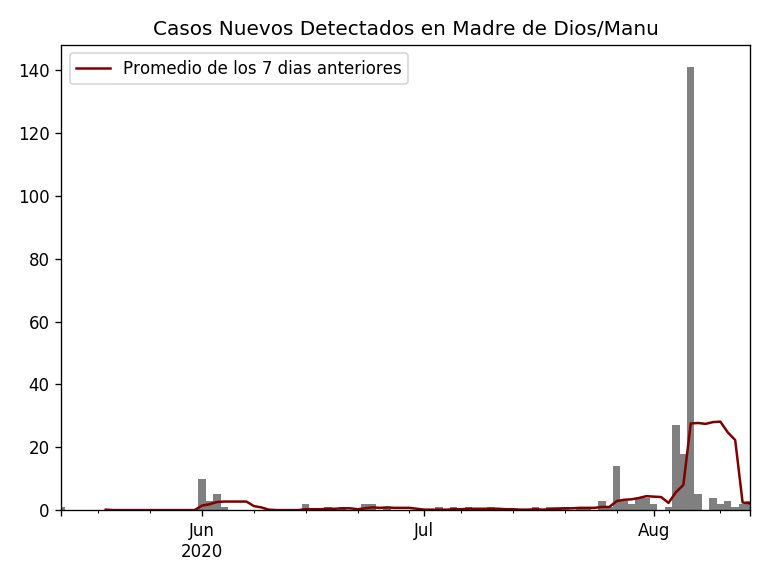 Casos Nuevos Detectados en Madre de Dios/Manu
Promedio de los 7 dias anteriores
140
120
100
80
60
40
20
0
Jun
2020
Jul
Aug